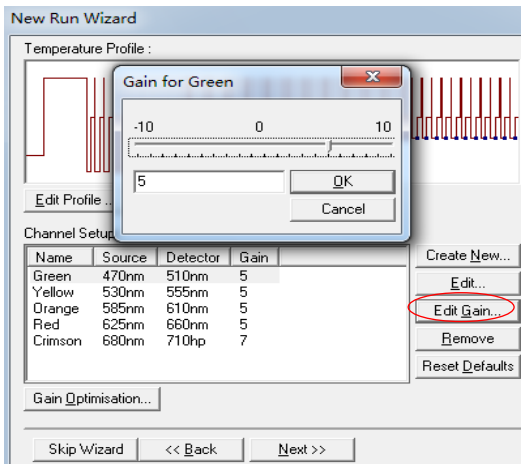 New Run Wizard
Temperature Profile :
Gain for Green
-10 0 10
5
OK
Cancel
Edit Profile ..
Channel Setup
Name Source Detector Gain
Green 470nm 510nm 5
Yellow 530nm 555nm 5
Orange 585nm 610nm 5
Red 625nm 660nm 5
Crimson 680nm 710hp 7
Create New...
Edit...
Edit Gain...
Remove
Reset Defaults
Gain Optimisation...
Skip Wizard << Back Next >>